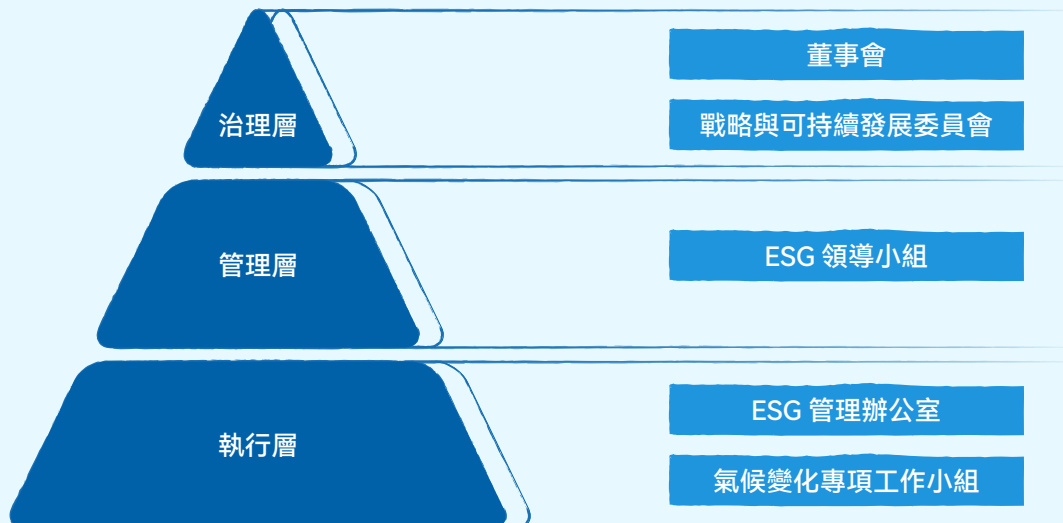 董事會
治理層
戰略與可持續發展委員會
管理層
ESG 領導小組
ESG 管理辦公室
執行層
氣候變化專項工作小組